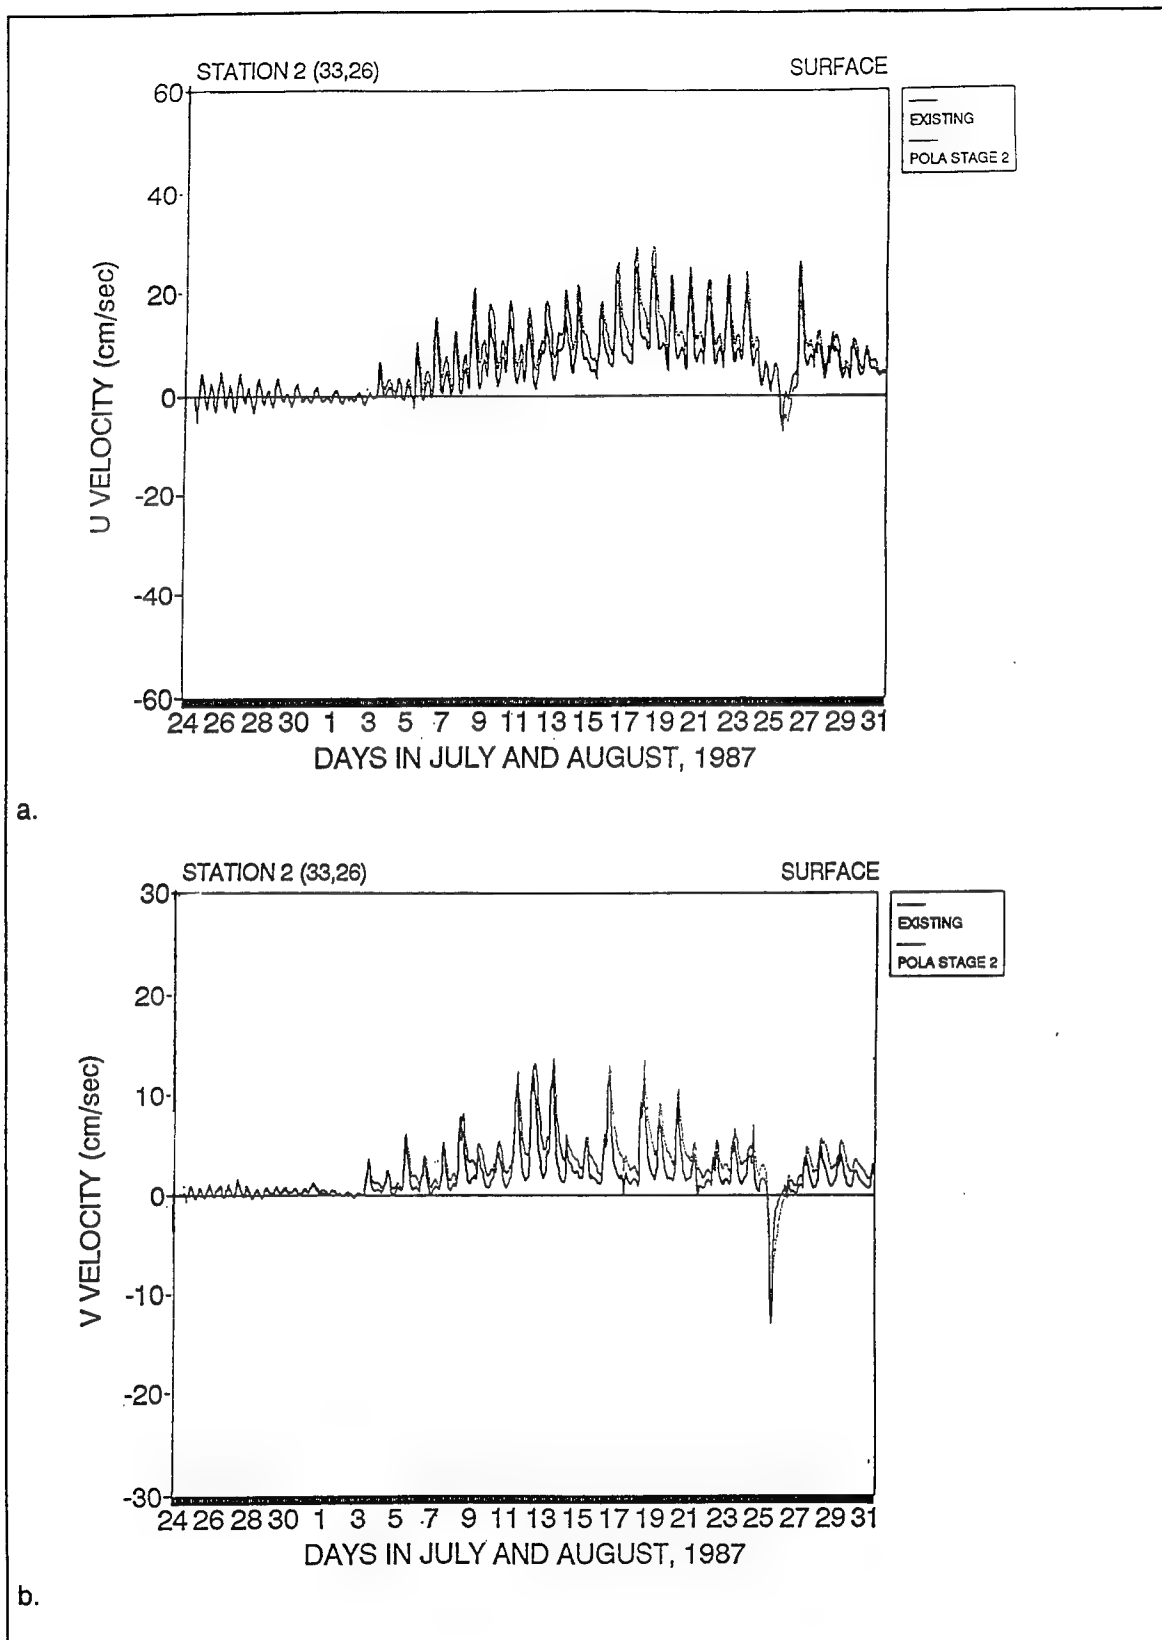 STATION 2 (33,26) SURFACE
EXISTING
POLA STAGE 2
60
40
20
0
-20
-40
-60
U VELOCITY (cm/sec)
24 26 28 30 1 3 5 7 9 11 13 15 17 19 21 23 25 27 29 31
DAYS IN JULY AND AUGUST, 1987
a.
STATION 2 (33,26) SURFACE
EXISTING
POLA STAGE 2
30
20
10
0
-10
-20
-30
V VELOCITY (cm/sec)
24 26 28 30 1 3 5 7 9 11 13 15 17 19 21 23 25 27 29 31
DAYS IN JULY AND AUGUST, 1987
b.